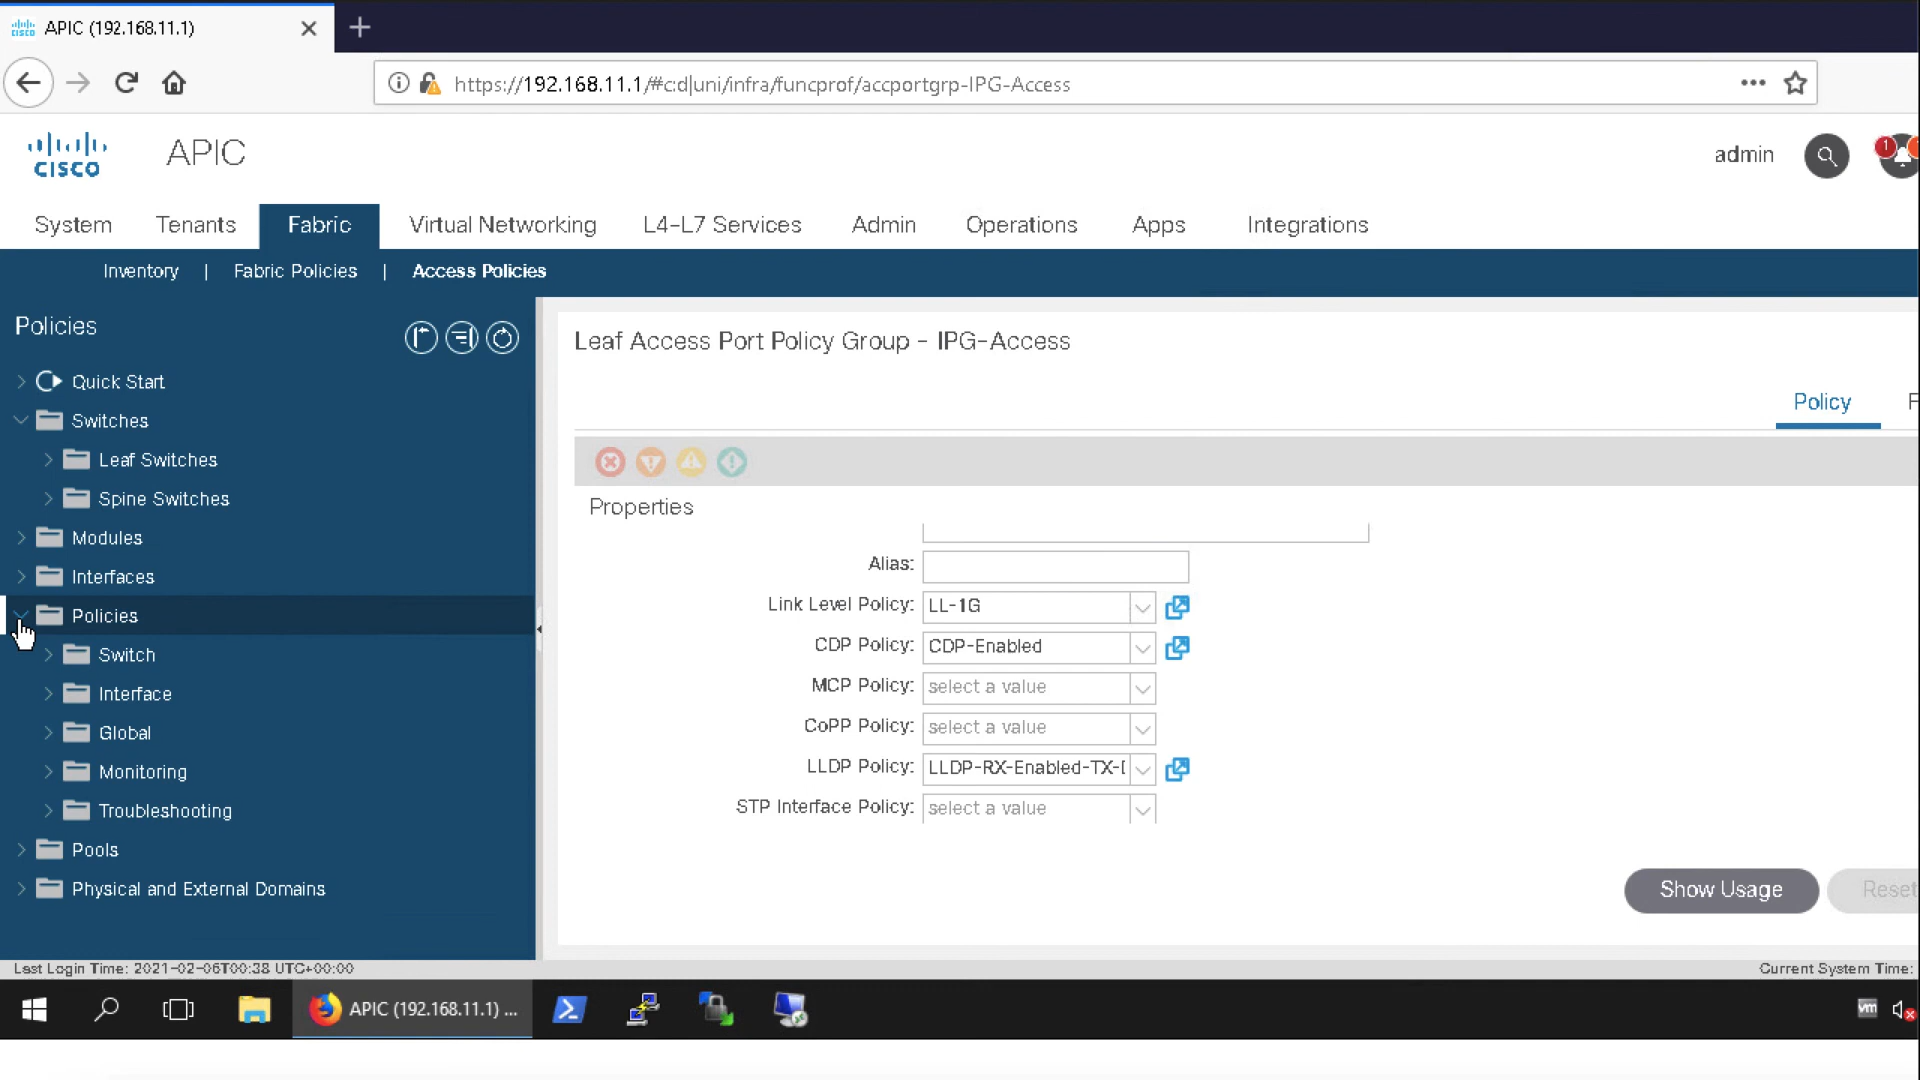 APIC (192.168.11.1)
https://192.168.11.1/#c:d|uni/infra/funcprof/accportgrp-IPG-Access
CISCO
APIC
admin
1
System
Tenants
Fabric
Virtual Networking
L4-L7 Services
Admin
Operations
Apps
Integrations
Inventory | Fabric Policies | Access Policies
Policies
Quick Start
Switches
Leaf Switches
Spine Switches
Modules
Interfaces
Policies
Switch
Interface
Global
Monitoring
Troubleshooting
Pools
Physical and External Domains
Leaf Access Port Policy Group - IPG-Access
Policy
F
Properties
Alias:
Link Level Policy: LL-1G
CDP Policy: CDP-Enabled
MCP Policy: select a value
CoPP Policy: select a value
LLDP Policy: LLDP-RX-Enabled-TX-
STP Interface Policy: select a value
Show Usage
Reset
Last Login Time: 2021-02-06T00:38 UTC+00:00
Current System Time:
APIC (192.168.11.1) ...
vm